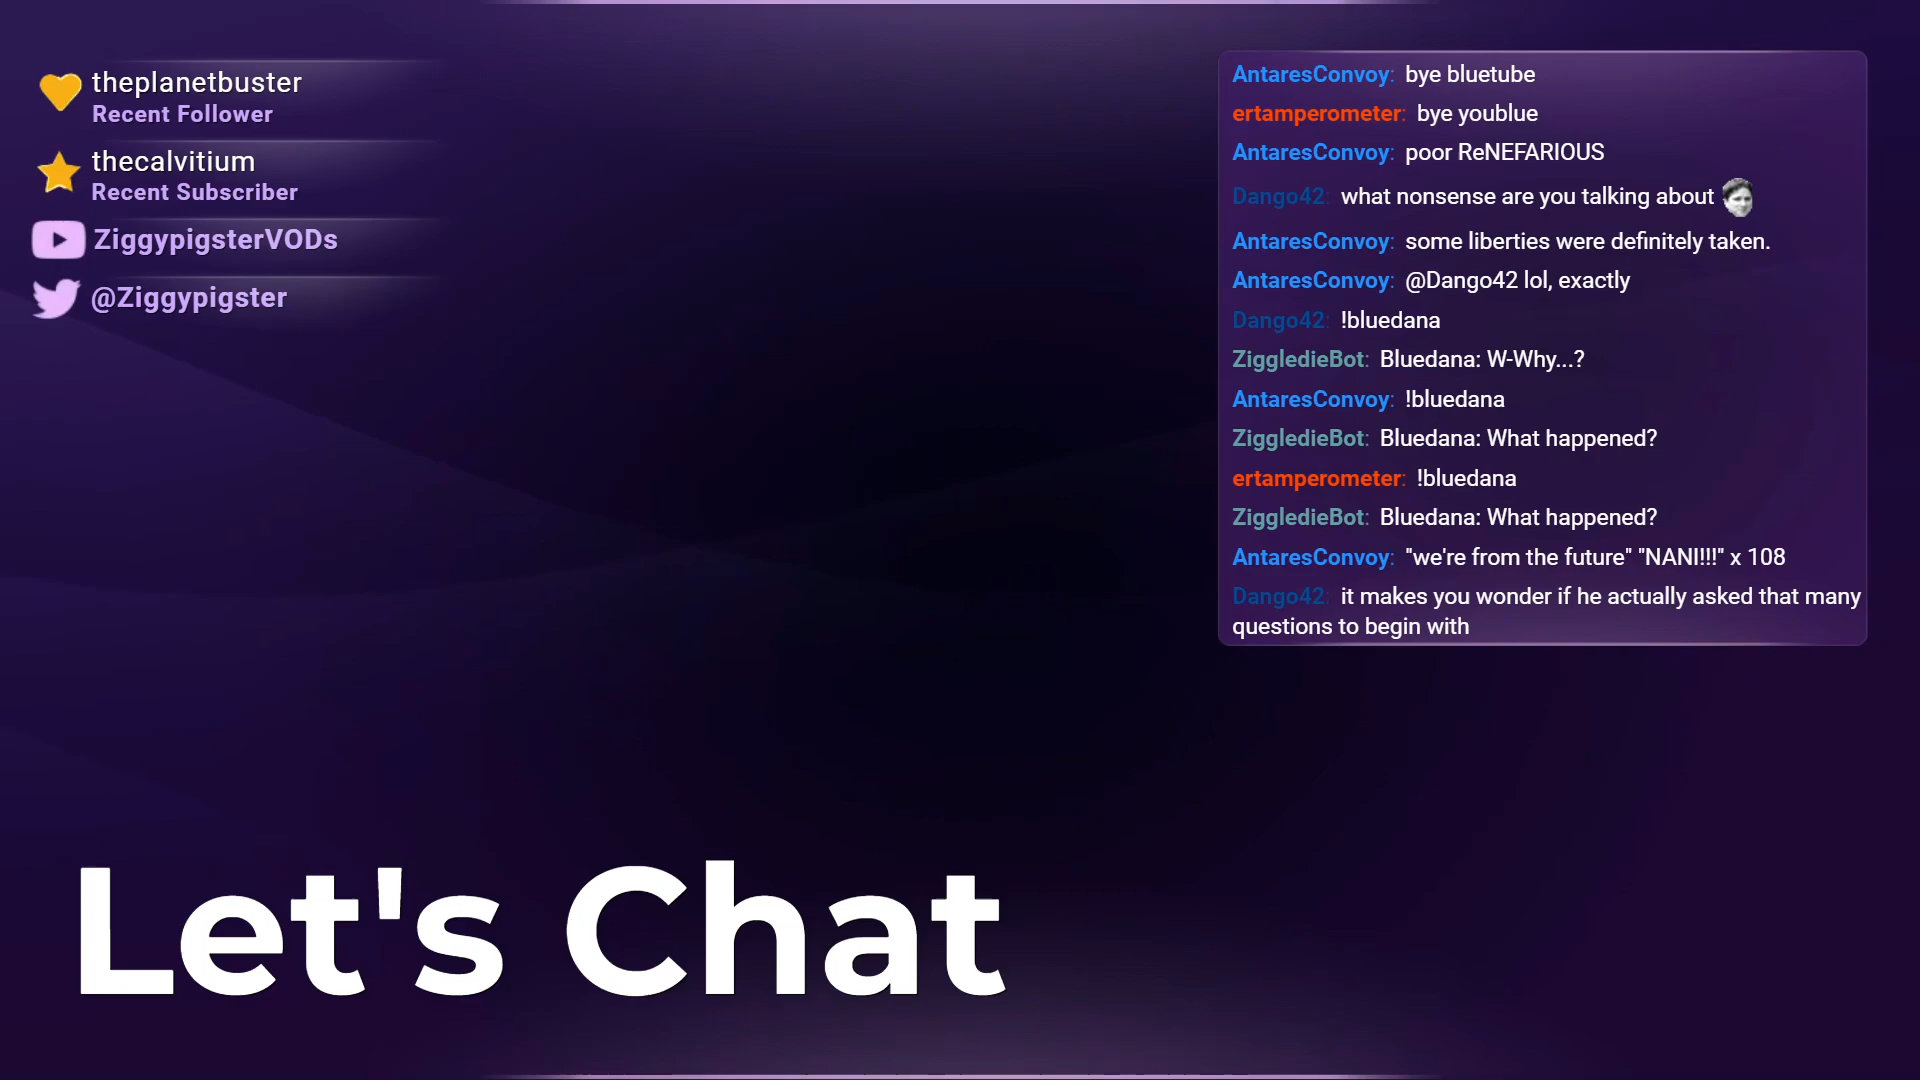 theplanetbuster
Recent Follower
thecalvitium
Recent Subscriber
ZiggypigsterVODs
@Ziggypigster
AntaresConvoy: bye bluetube
ertamperometer: bye youblue
AntaresConvoy: poor ReNEFARIOUS
Dango42: what nonsense are you talking about
AntaresConvoy: some liberties were definitely taken.
AntaresConvoy: @Dango42 lol, exactly
Dango42: !bluedana
ZiggledieBot: Bluedana: W-Why...?
AntaresConvoy: !bluedana
ZiggledieBot: Bluedana: What happened?
ertamperometer: !bluedana
ZiggledieBot: Bluedana: What happened?
AntaresConvoy: "we're from the future" "NANI!!!" x 108
Dango42: it makes you wonder if he actually asked that many
questions to begin with
Let's Chat